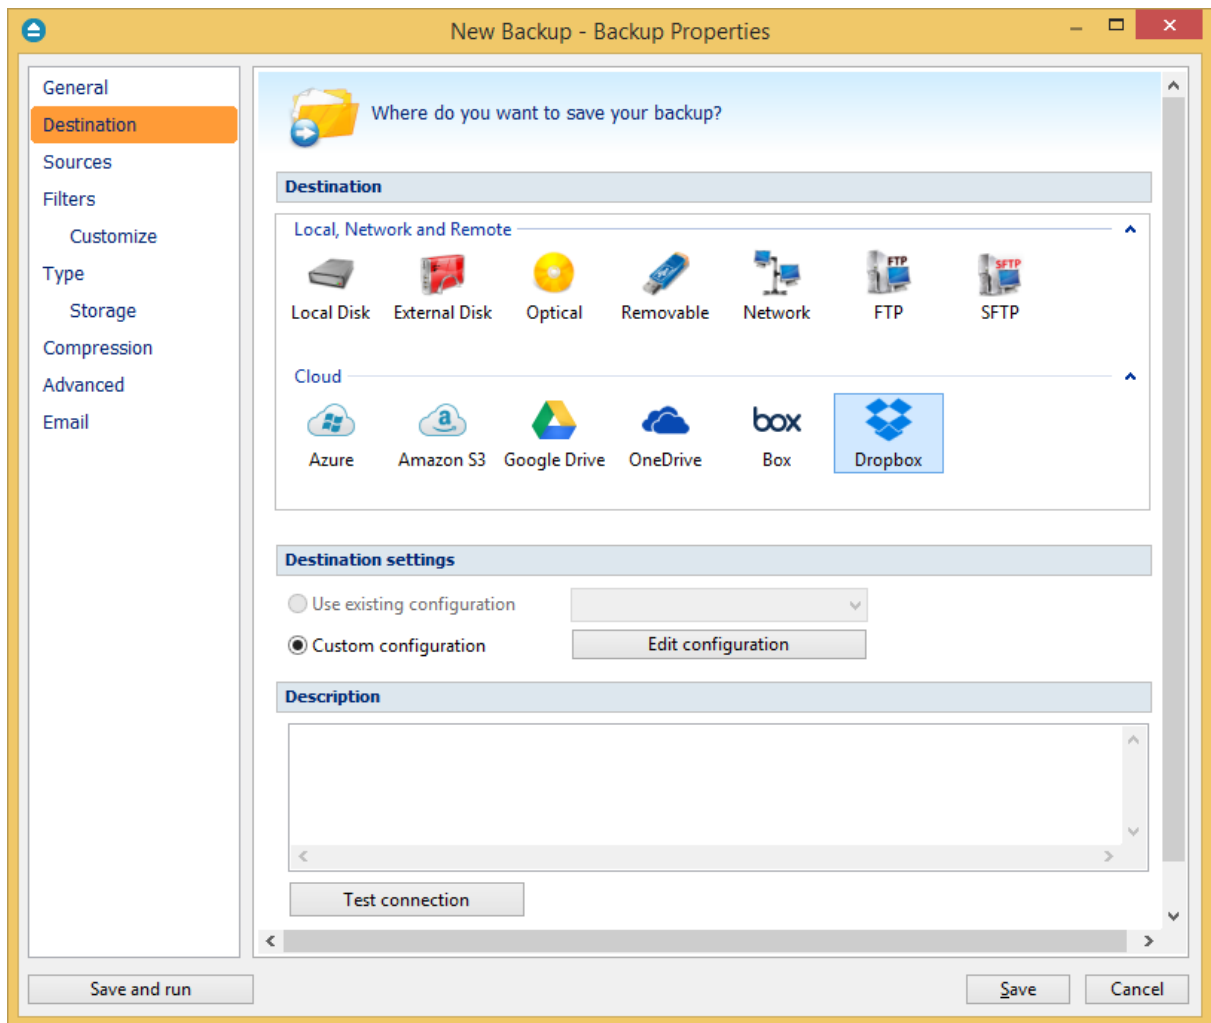 New Backup - Backup Properties
General
Destination
Sources
Filters
Customize
Type
Storage
Compression
Advanced
Email
Where do you want to save your backup?
Destination
Local, Network and Remote
FTP SFTP
Local Disk External Disk Optical Removable Network FTP SFTP
Cloud
a box
Azure Amazon S3 Google Drive OneDrive Box Dropbox
Destination settings
Use existing configuration
Custom configuration Edit configuration
Description
Test connection
Save and run Save Cancel